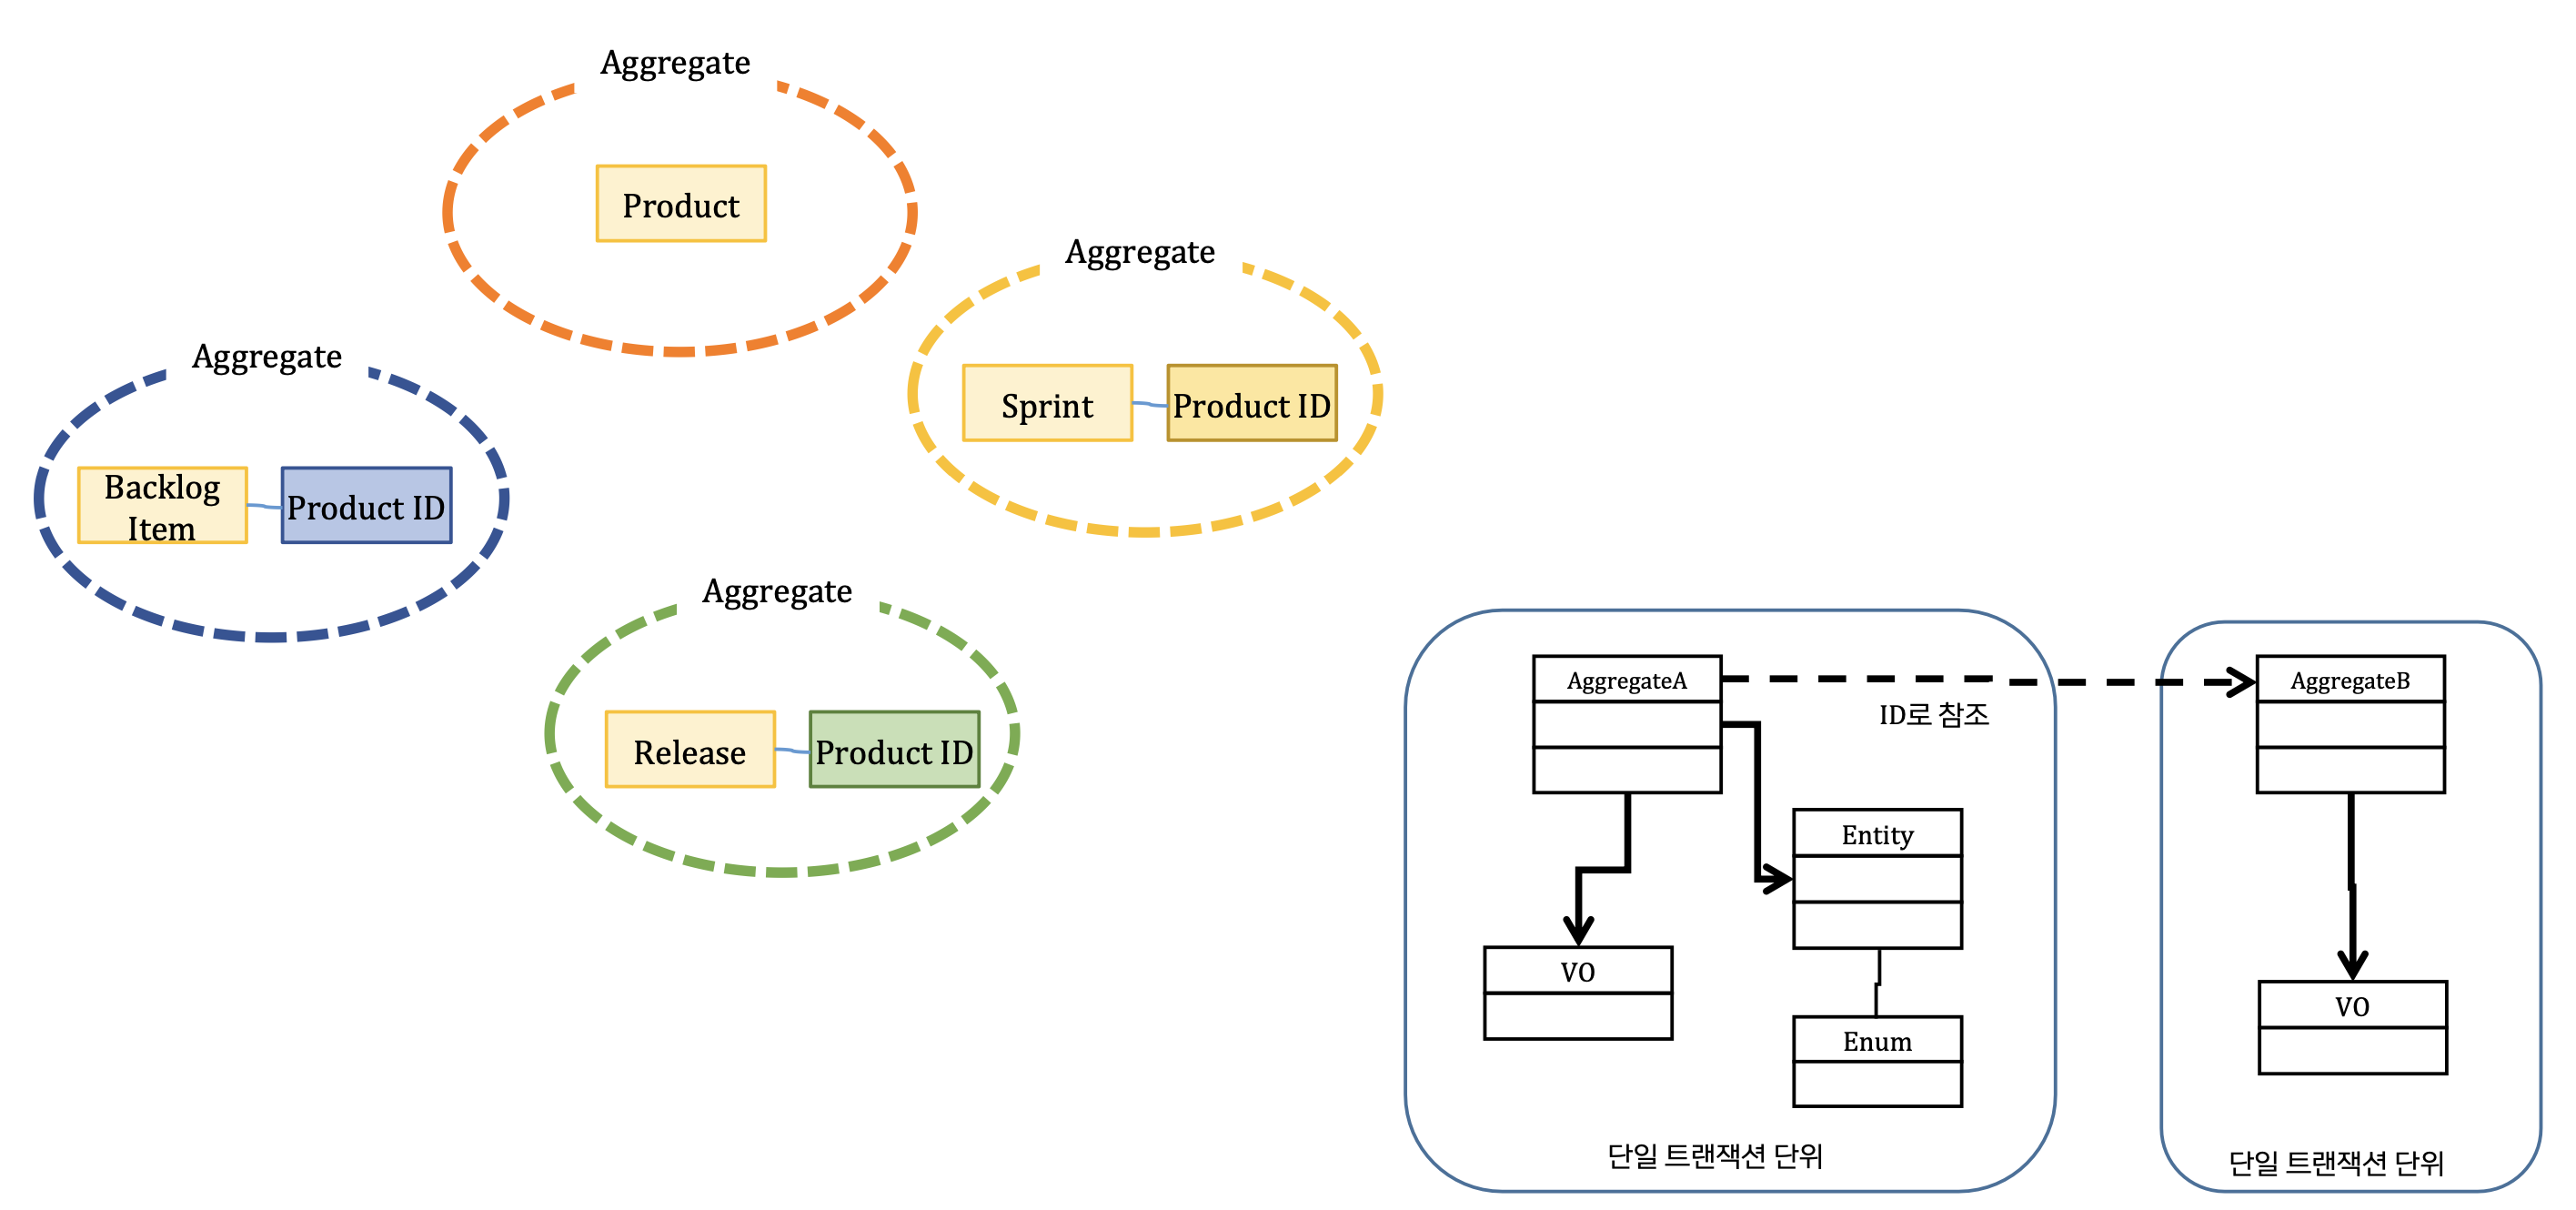 Aggregate
Product
Aggregate
Sprint
Product ID
Aggregate
Backlog
Item
Product ID
Aggregate
Release
Product ID
AggregateA
ID로 참조
AggregateB
Entity
VO
Enum
VO
단일 트랜잭션 단위
단일 트랜잭션 단위